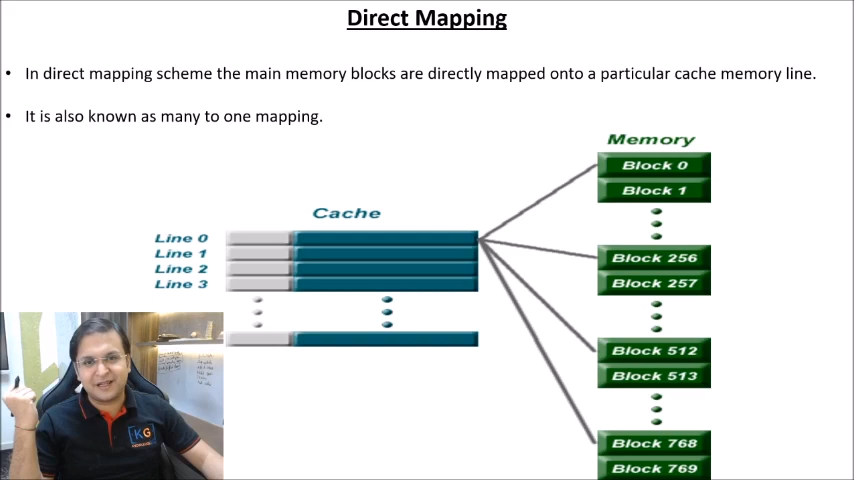 Direct Mapping
• In direct mapping scheme the main memory blocks are directly mapped onto a particular cache memory line.
• It is also known as many to one mapping.
Memory
Block 0
Block 1
Cache
Line 0
Line 1
Line 2
Line 3
Block 256
Block 257
Block 512
Block 513
Block 768
Block 769
KG